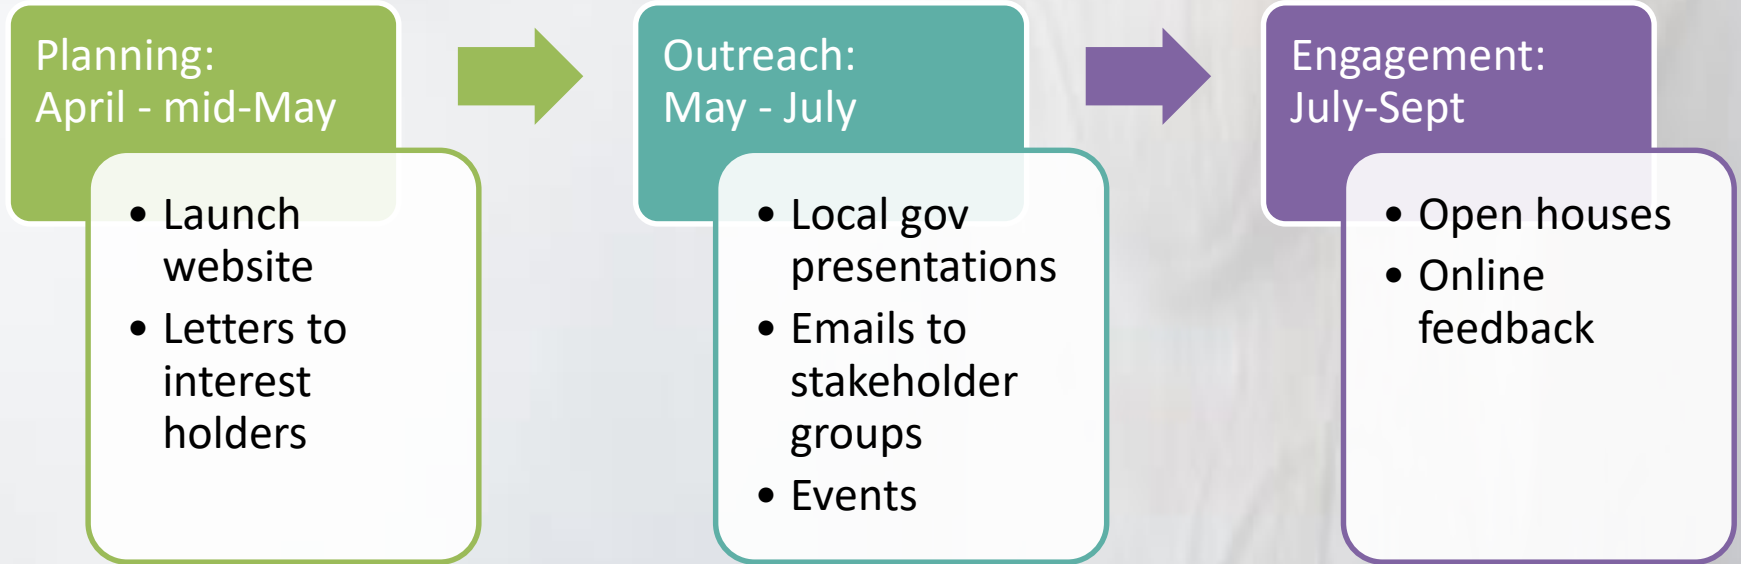 Planning:
April - mid-May
• Launch
website
• Letters to
interest
holders
Outreach:
May - July
• Local gov
presentations
• Emails to
stakeholder
groups
• Events
Engagement:
July-Sept
• Open houses
• Online
feedback